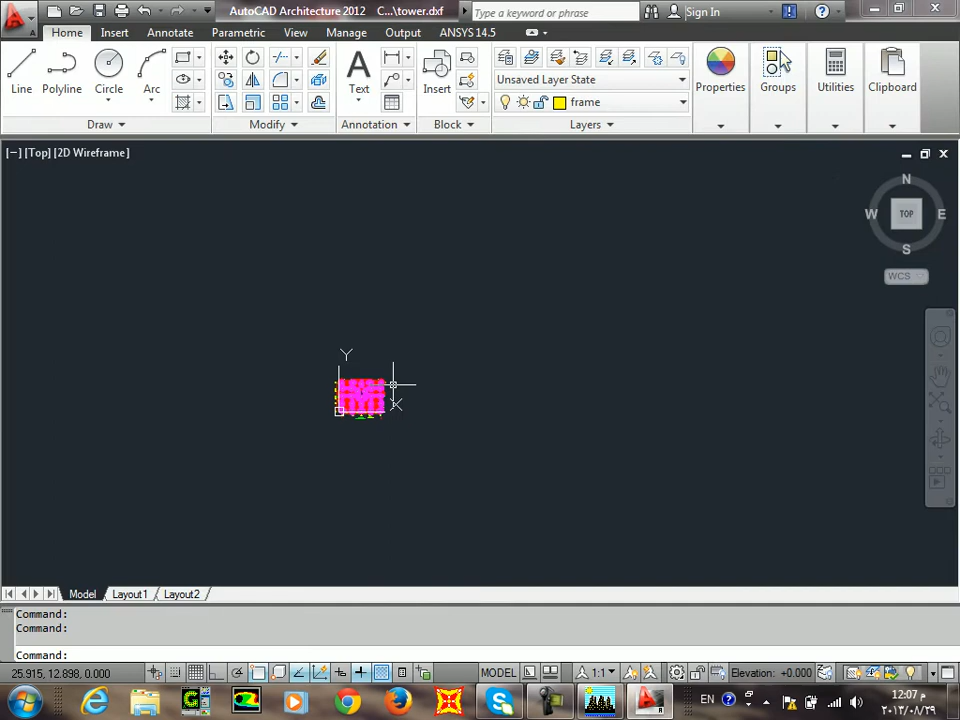 AutoCAD Architecture 2012 C...\tower.dxf
Type a keyword or phrase
Sign In
Home Insert Annotate Parametric View Manage Output ANSYS 14.5
Line Polyline Circle Arc
Text
Insert
Unsaved Layer State
frame
Properties Groups Utilities Clipboard
Draw Modify Annotation Block Layers
[−] [Top] [2D Wireframe]
N
W TOP E
S
WCS
Y
X
Model Layout1 Layout2
Command:
Command:
Command:
25.915, 12.898, 0.000
MODEL
1:1
Elevation: +0.000
EN
12:07 م
٢٠١٣/٠٨/٢٩